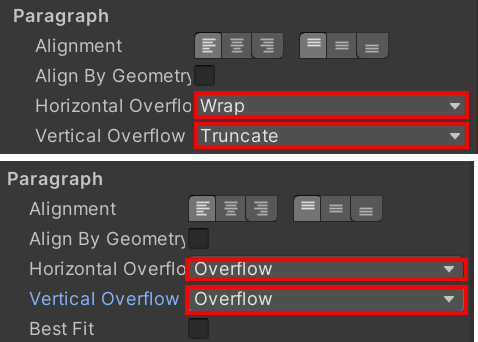 Paragraph
Alignment
Align By Geometry
Horizontal Overflo Wrap
Vertical Overflow Truncate
Paragraph
Alignment
Align By Geometry
Horizontal Overflo Overflow
Vertical Overflow Overflow
Best Fit